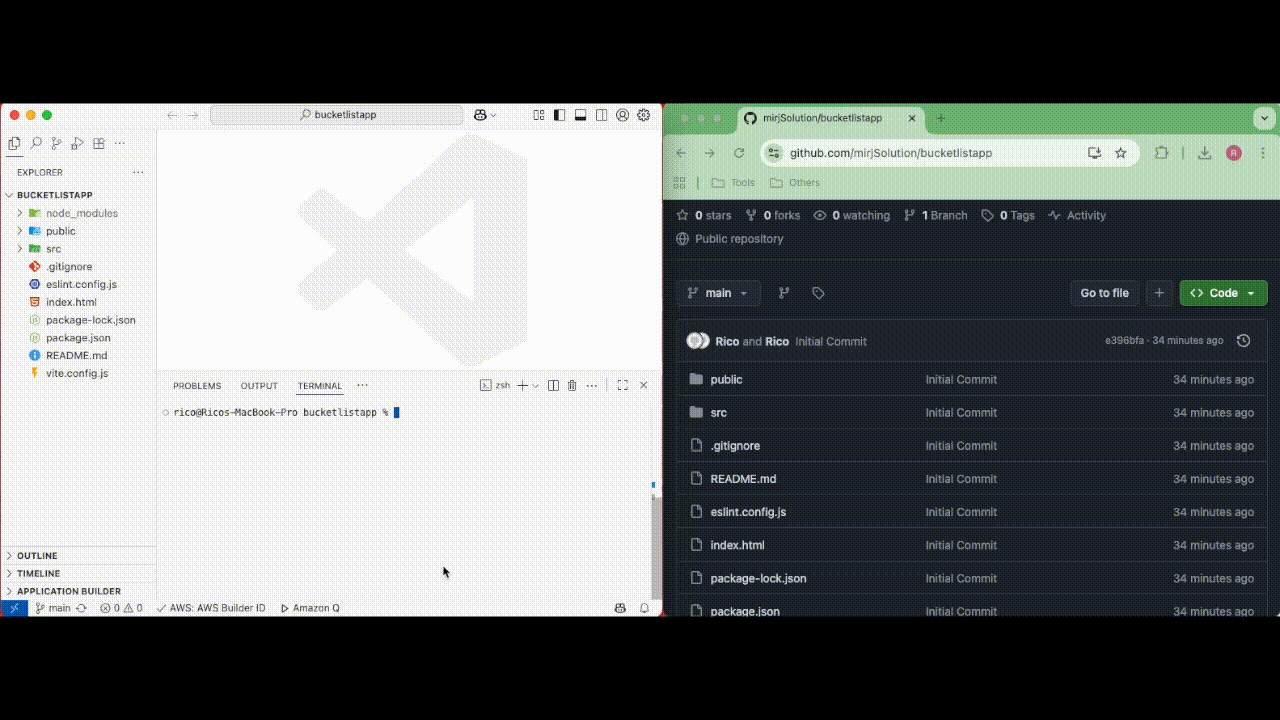 bucketlistapp
EXPLORER
BUCKETLISTAPP
node_modules
public
src
.gitignore
eslint.config.js
index.html
package-lock.json
package.json
README.md
vite.config.js
OUTLINE
TIMELINE
APPLICATION BUILDER
PROBLEMS OUTPUT TERMINAL zsh
rico@Ricos-MacBook-Pro bucketlistapp %
main 0 0 AWS: AWS Builder ID Amazon Q
mirjSolution/bucketlistapp
github.com/mirjSolution/bucketlistapp R
Tools Others
0 stars 0 forks 0 watching 1 Branch 0 Tags Activity
Public repository
main Go to file Code
Rico and Rico Initial Commit e396bfa · 34 minutes ago
public Initial Commit 34 minutes ago
src Initial Commit 34 minutes ago
.gitignore Initial Commit 34 minutes ago
README.md Initial Commit 34 minutes ago
eslint.config.js Initial Commit 34 minutes ago
index.html Initial Commit 34 minutes ago
package-lock.json Initial Commit 34 minutes ago
package.json Initial Commit 34 minutes ago